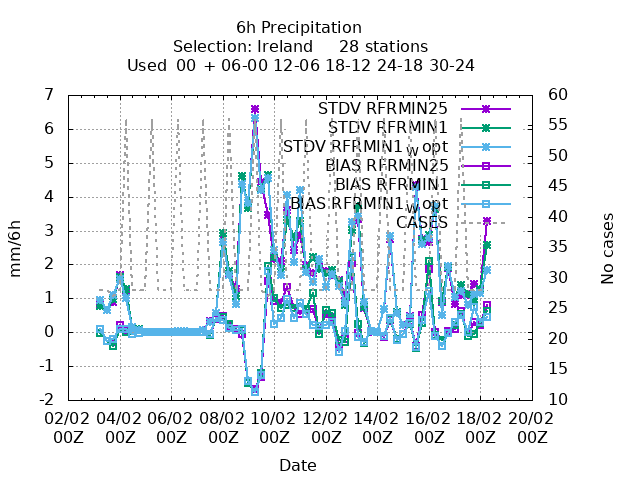 6h Precipitation
Selection: Ireland 28 stations
Used 00 + 06-00 12-06 18-12 24-18 30-24
STDV RFRMIN25
STDV RFRMIN1
STDV RFRMIN1_W opt
BIAS RFRMIN25
BIAS RFRMIN1
BIAS RFRMIN1_W opt
CASES
mm/6h
7
6
5
4
3
2
1
0
-1
-2
60
55
50
45
40
35
30
25
20
15
10
No cases
02/02 04/02 06/02 08/02 10/02 12/02 14/02 16/02 18/02 20/02
00Z 00Z 00Z 00Z 00Z 00Z 00Z 00Z 00Z 00Z
Date